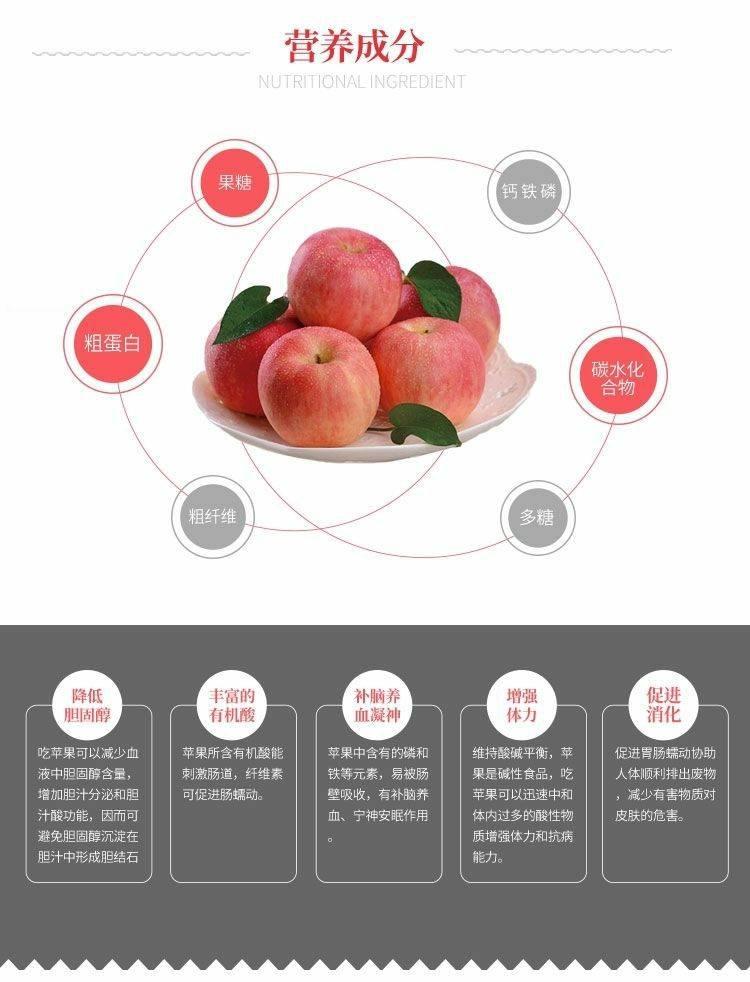 营养成分
NUTRITIONAL INGREDIENT
果糖
钙铁磷
粗蛋白
碳水化
合物
粗纤维
多糖
降低
胆固醇
吃苹果可以减少血
液中胆固醇含量，
增加胆汁分泌和胆
汁酸功能，因而可
避免胆固醇沉淀在
胆汁中形成胆结石
丰富的
有机酸
苹果所含有机酸能
刺激肠道，纤维素
可促进肠蠕动。
补脑养
血凝神
苹果中含有的磷和
铁等元素，易被肠
壁吸收，有补脑养
血、宁神安眠作用
。
增强
体力
维持酸碱平衡，苹
果是碱性食品，吃
苹果可以迅速中和
体内过多的酸性物
质增强体力和抗病
能力。
促进
消化
促进胃肠蠕动协助
人体顺利排出废物
，减少有害物质对
皮肤的危害。